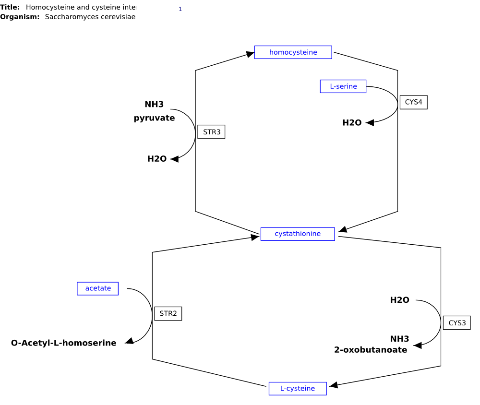 Title: Homocysteine and cysteine inte
1
Organism: Saccharomyces cerevisiae
homocysteine
L-serine
CYS4
NH3
pyruvate
H2O
STR3
H2O
cystathionine
acetate
H2O
STR2
CYS3
O-Acetyl-L-homoserine
NH3
2-oxobutanoate
L-cysteine